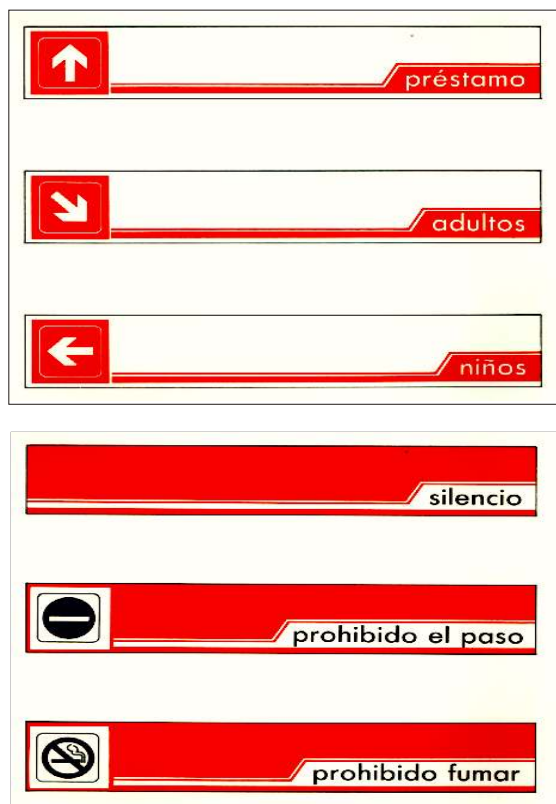 préstamo
adultos
niños
silencio
prohibido el paso
prohibido fumar